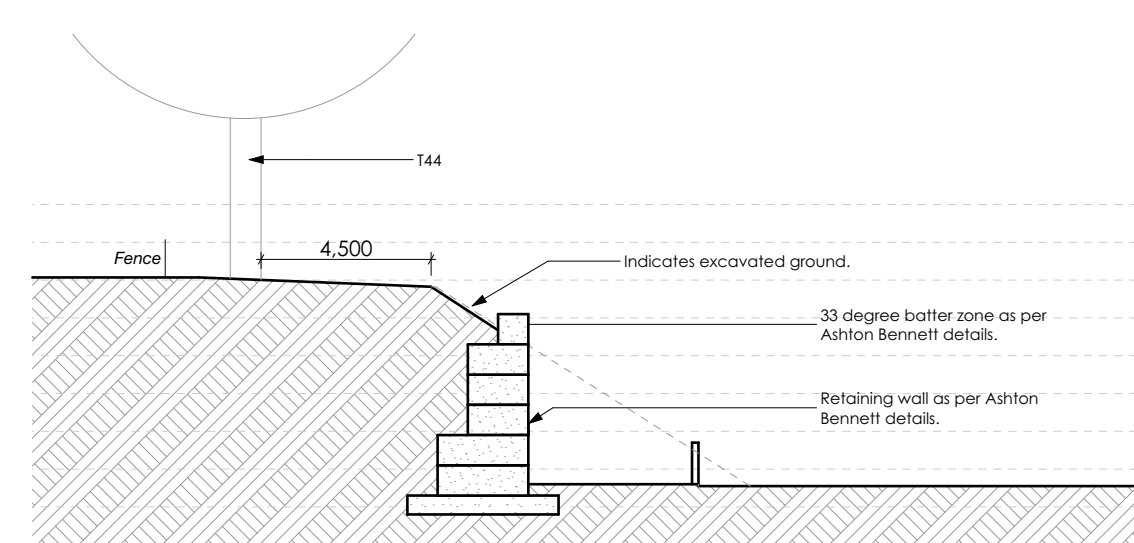 T44
Fence
4,500
Indicates excavated ground.
33 degree batter zone as per
Ashton Bennett details.
Retaining wall as per Ashton
Bennett details.